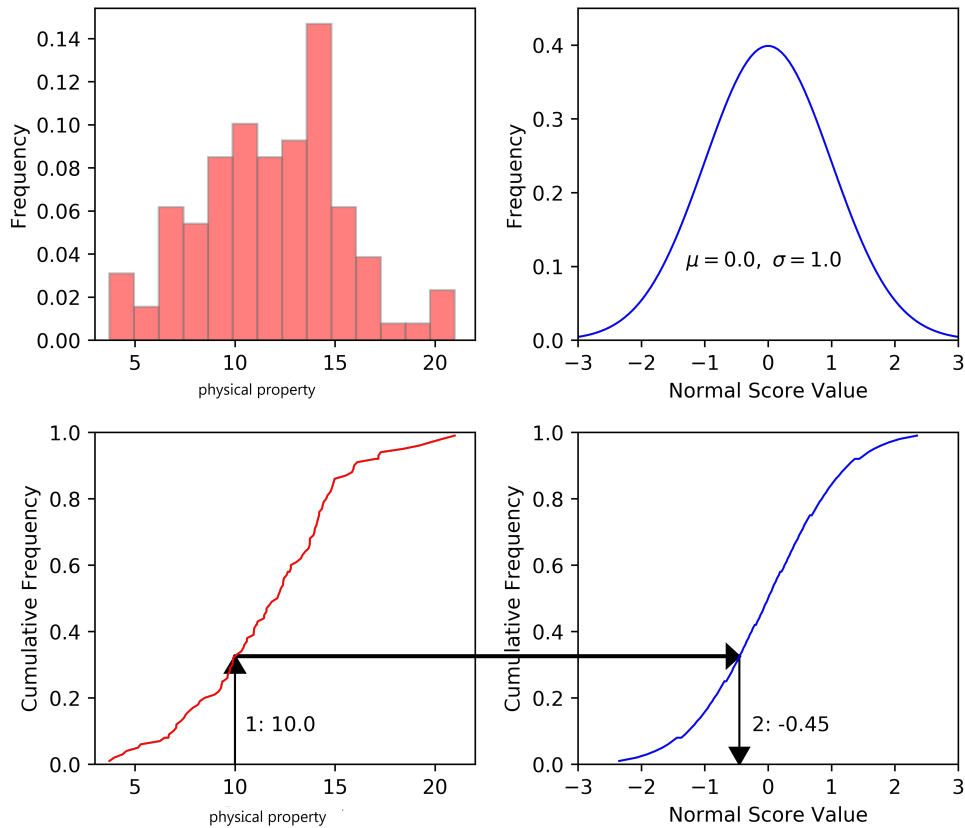 Frequency
0.14
0.12
0.10
0.08
0.06
0.04
0.02
0.00
5 10 15 20
physical property
Frequency
0.4
0.3
0.2
0.1
0.0
μ = 0.0, σ = 1.0
−3 −2 −1 0 1 2 3
Normal Score Value
Cumulative Frequency
1.0
0.8
0.6
0.4
0.2
0.0
1: 10.0
5 10 15 20
physical property
Cumulative Frequency
1.0
0.8
0.6
0.4
0.2
0.0
2: -0.45
−3 −2 −1 0 1 2 3
Normal Score Value